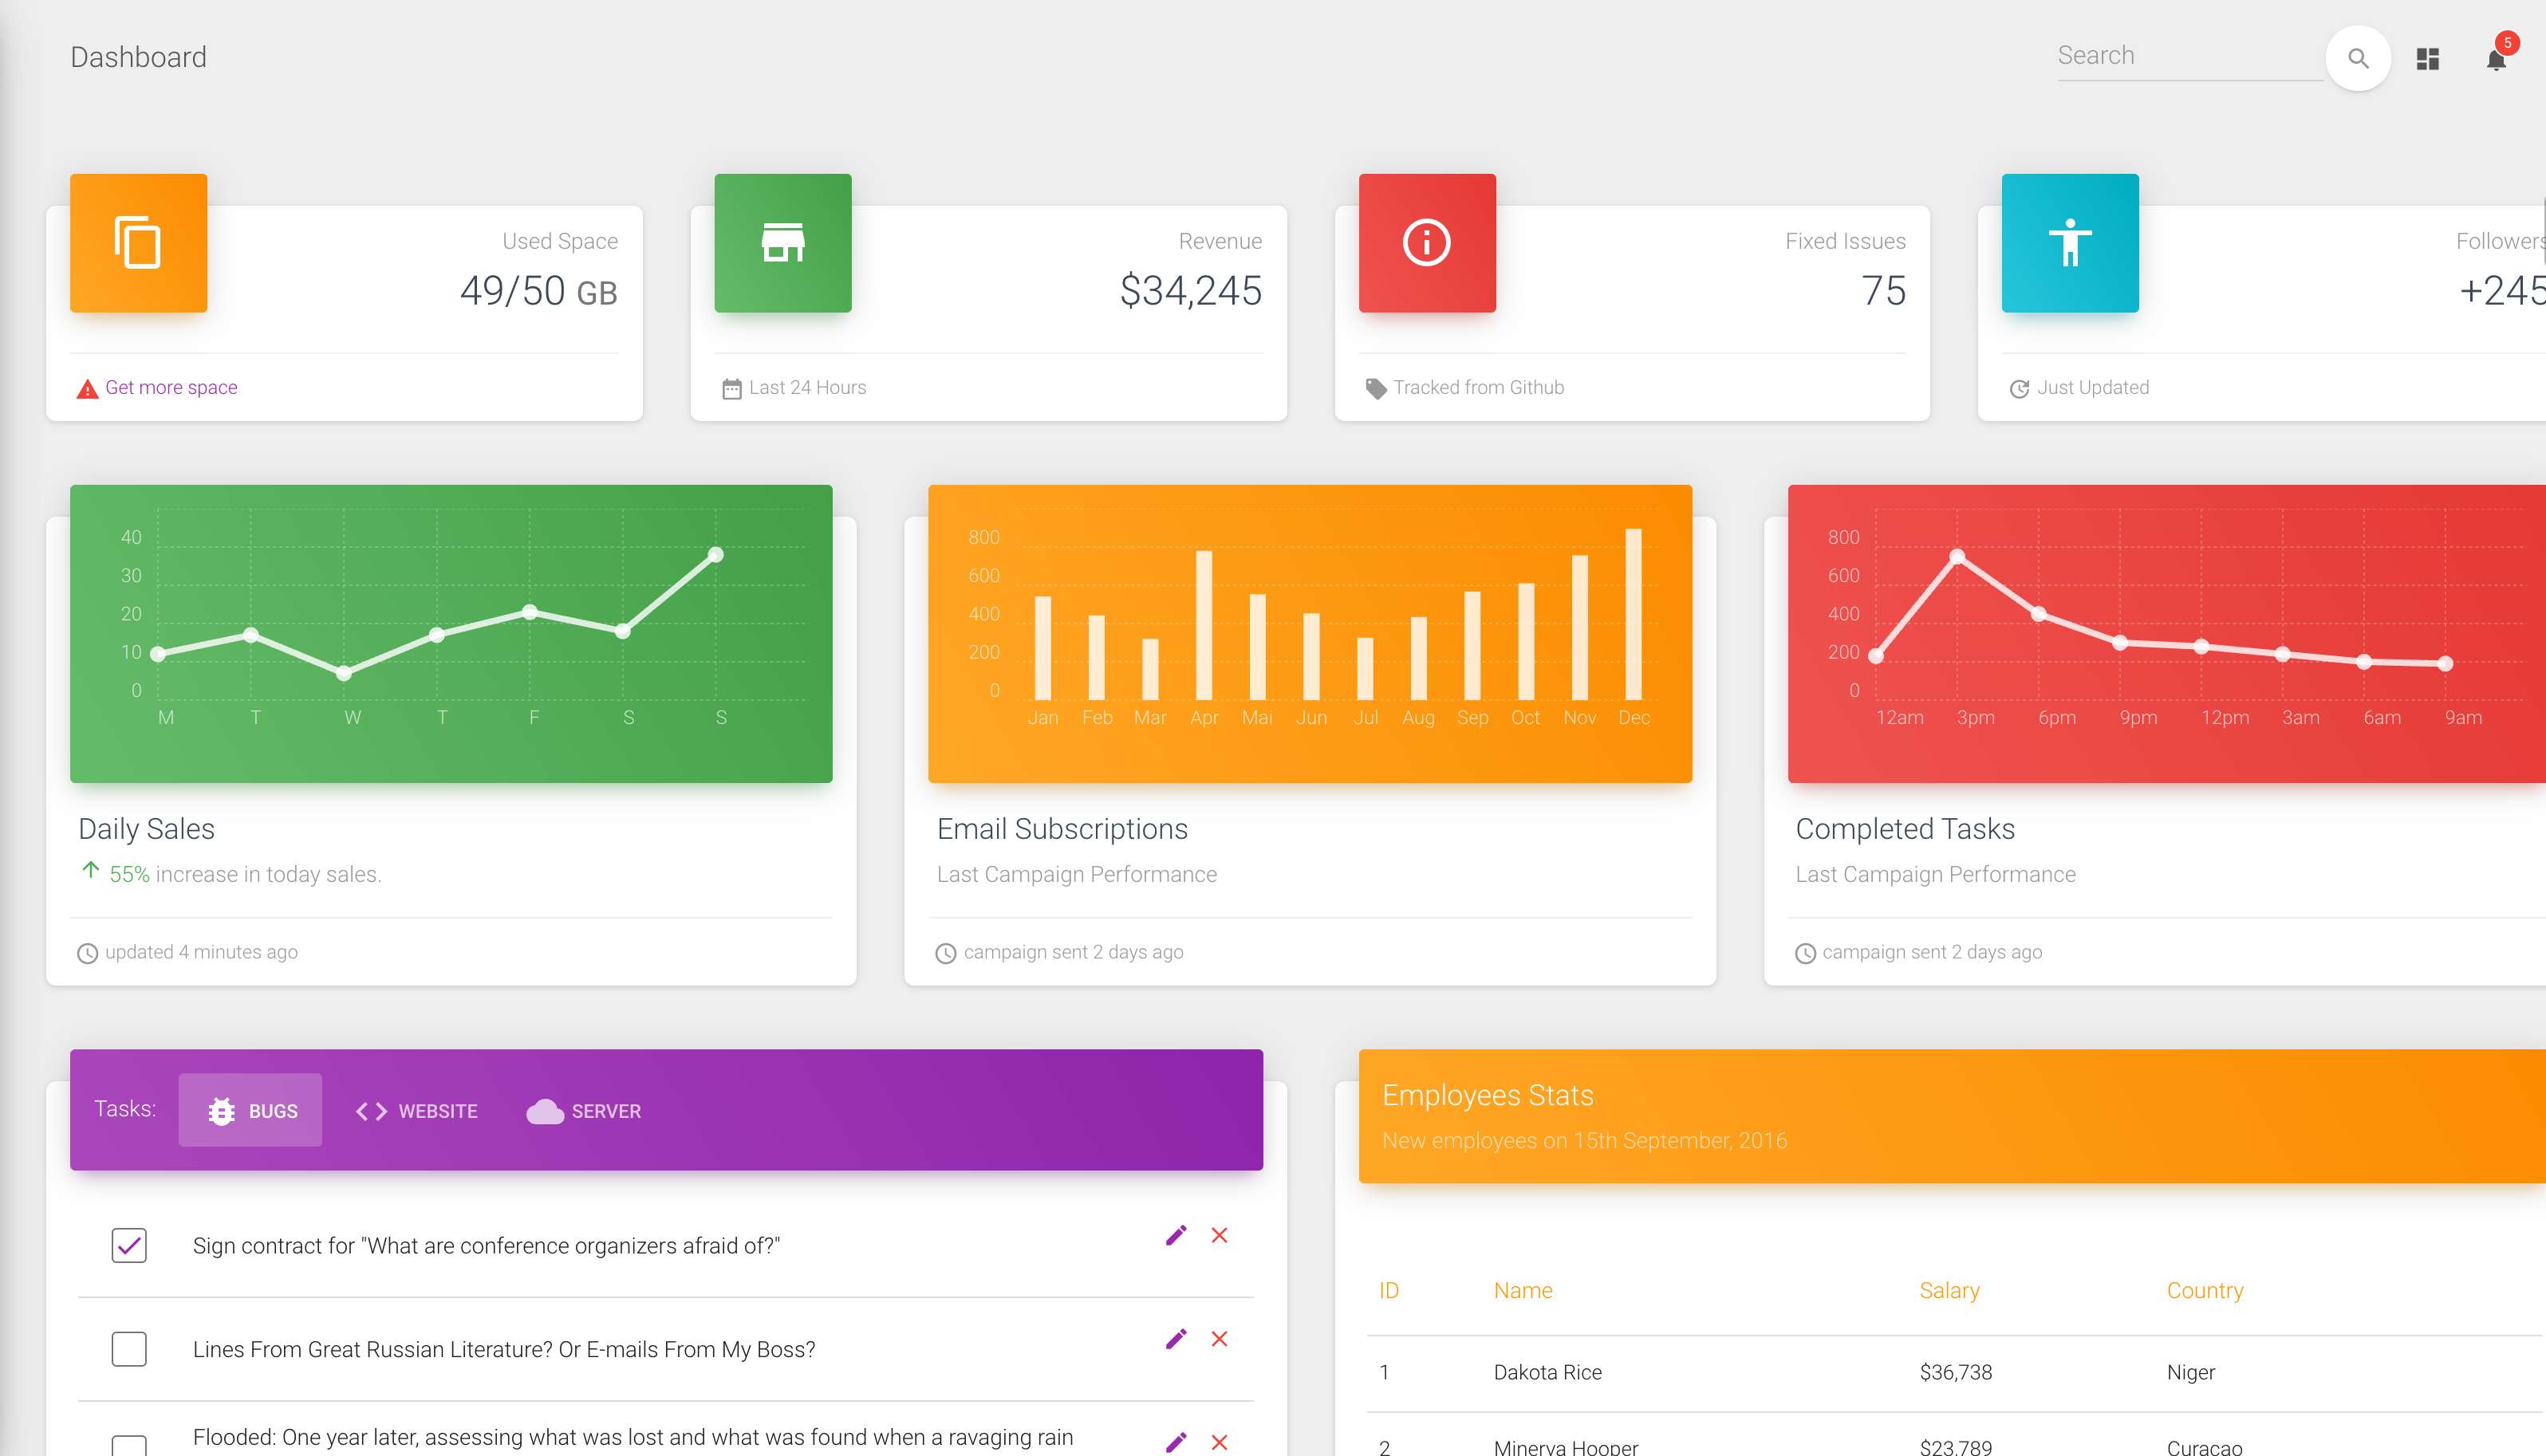 Dashboard
Search
5
Used Space
49/50 GB
Get more space
Revenue
$34,245
Last 24 Hours
Fixed Issues
75
Tracked from Github
Followers
+245
Just Updated
40
30
20
10
0
M T W T F S S
Daily Sales
55% increase in today sales.
updated 4 minutes ago
800
600
400
200
0
Jan Feb Mar Apr Mai Jun Jul Aug Sep Oct Nov Dec
Email Subscriptions
Last Campaign Performance
campaign sent 2 days ago
800
600
400
200
0
12am 3pm 6pm 9pm 12pm 3am 6am 9am
Completed Tasks
Last Campaign Performance
campaign sent 2 days ago
Tasks: BUGS WEBSITE SERVER
Sign contract for "What are conference organizers afraid of?"
Lines From Great Russian Literature? Or E-mails From My Boss?
Flooded: One year later, assessing what was lost and what was found when a ravaging rain
Employees Stats
New employees on 15th September, 2016
ID Name Salary Country
1 Dakota Rice $36,738 Niger
2 Minerva Hooper $23,789 Curaçao